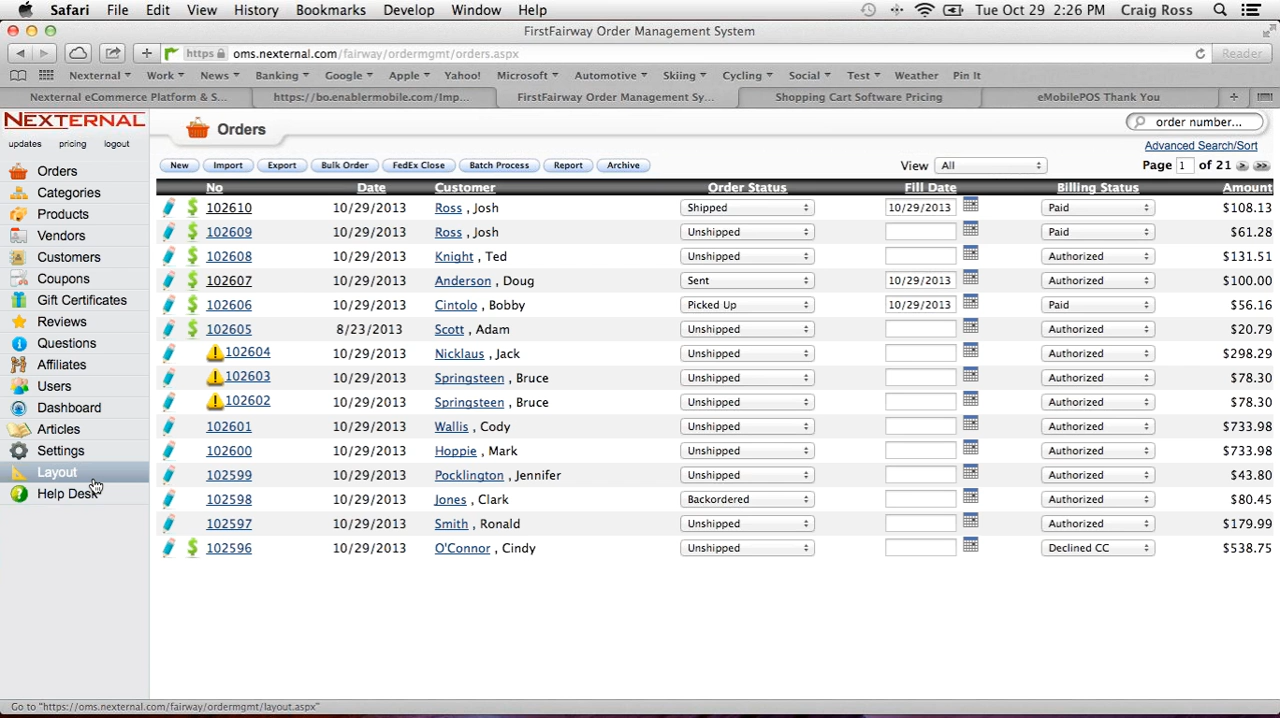 Safari File Edit View History Bookmarks Develop Window Help Tue Oct 29 2:26 PM Craig Ross
FirstFairway Order Management System
https oms.nexternal.com/fairway/ordermgmt/orders.aspx Reader
Nexternal Work News Banking Google Apple Yahoo! Microsoft Automotive Skiing Cycling Social Test Weather Pin It
Nexternal eCommerce Platform & S... https://bo.enablermobile.com/Imp... FirstFairway Order Management Sy... Shopping Cart Software Pricing eMobilePOS Thank You
NEXTERNAL
updates pricing logout
Orders
Categories
Products
Vendors
Customers
Coupons
Gift Certificates
Reviews
Questions
Affiliates
Users
Dashboard
Articles
Settings
Layout
Help Desk
Orders
order number...
Advanced Search/Sort
New Import Export Bulk Order FedEx Close Batch Process Report Archive View All Page 1 of 21
No Date Customer Order Status Fill Date Billing Status Amount
102610 10/29/2013 Ross , Josh Shipped 10/29/2013 Paid $108.13
102609 10/29/2013 Ross , Josh Unshipped Paid $61.28
102608 10/29/2013 Knight , Ted Unshipped Authorized $131.51
102607 10/29/2013 Anderson , Doug Sent 10/29/2013 Authorized $100.00
102606 10/29/2013 Cintolo , Bobby Picked Up 10/29/2013 Paid $56.16
102605 8/23/2013 Scott , Adam Unshipped Authorized $20.79
102604 10/29/2013 Nicklaus , Jack Unshipped Authorized $298.29
102603 10/29/2013 Springsteen , Bruce Unshipped Authorized $78.30
102602 10/29/2013 Springsteen , Bruce Unshipped Authorized $78.30
102601 10/29/2013 Wallis , Cody Unshipped Authorized $733.98
102600 10/29/2013 Hoppie , Mark Unshipped Authorized $733.98
102599 10/29/2013 Pocklington , Jennifer Unshipped Authorized $43.80
102598 10/29/2013 Jones , Clark Backordered Authorized $80.45
102597 10/29/2013 Smith , Ronald Unshipped Authorized $179.99
102596 10/29/2013 O'Connor , Cindy Unshipped Declined CC $538.75
Go to "https://oms.nexternal.com/fairway/ordermgmt/layout.aspx"